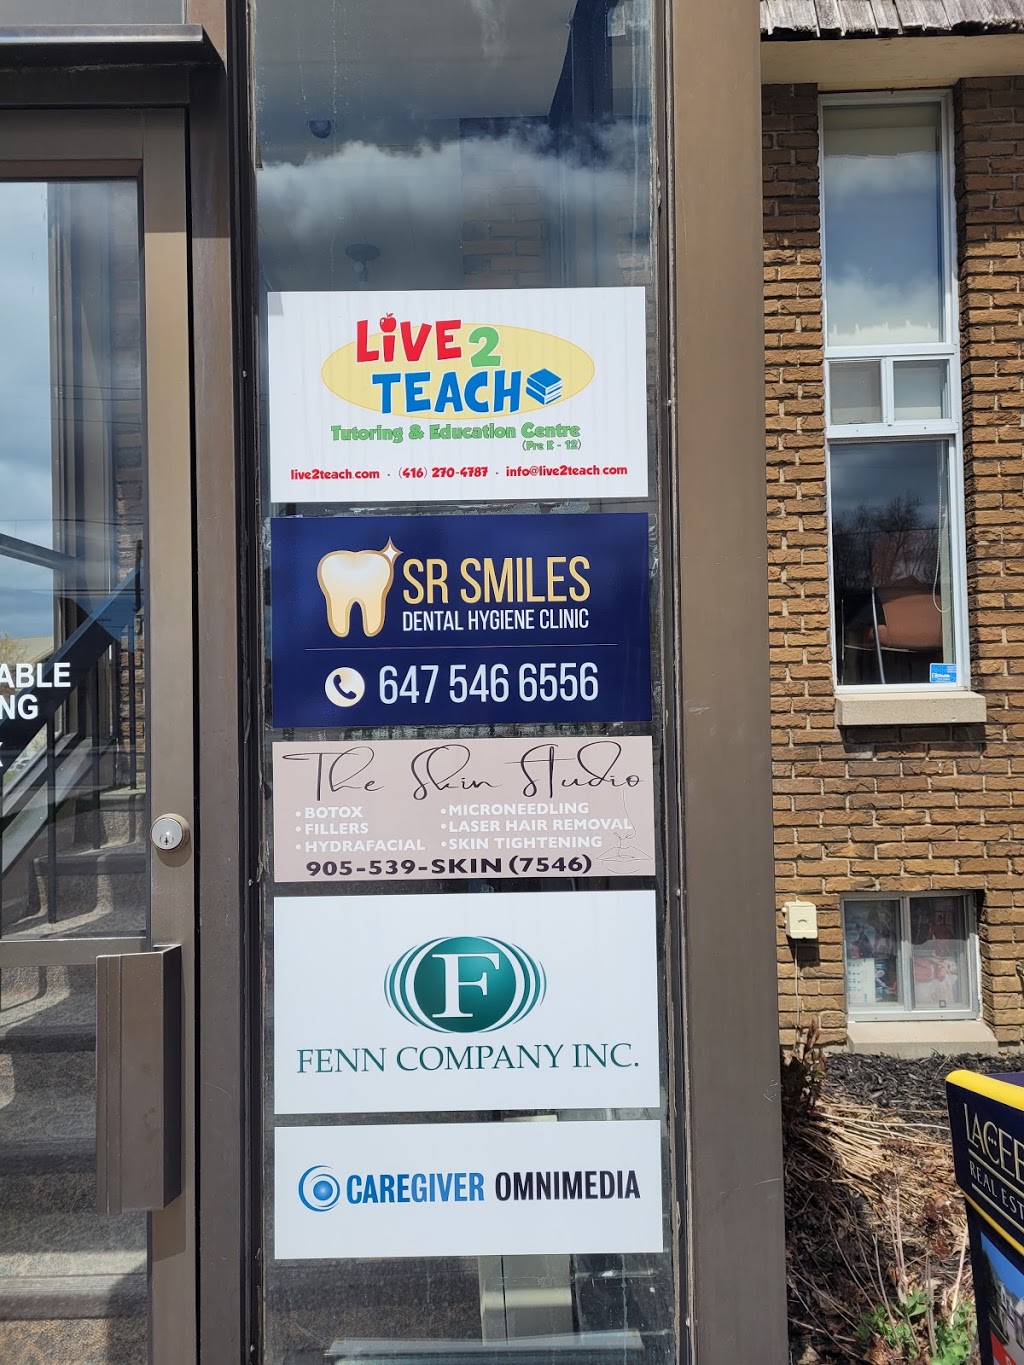 LIVE 2
TEACH
Tutoring & Education Centre
(Pre K - 12)
live2teach.com · (416) 270-4787 · info@live2teach.com
SR SMILES
DENTAL HYGIENE CLINIC
647 546 6556
The Skin Studio
• BOTOX
• FILLERS
• HYDRAFACIAL
• MICRONEEDLING
• LASER HAIR REMOVAL
• SKIN TIGHTENING
905-539-SKIN (7546)
F
FENN COMPANY INC.
CAREGIVER OMNIMEDIA
ABLE
NG
REAL EST